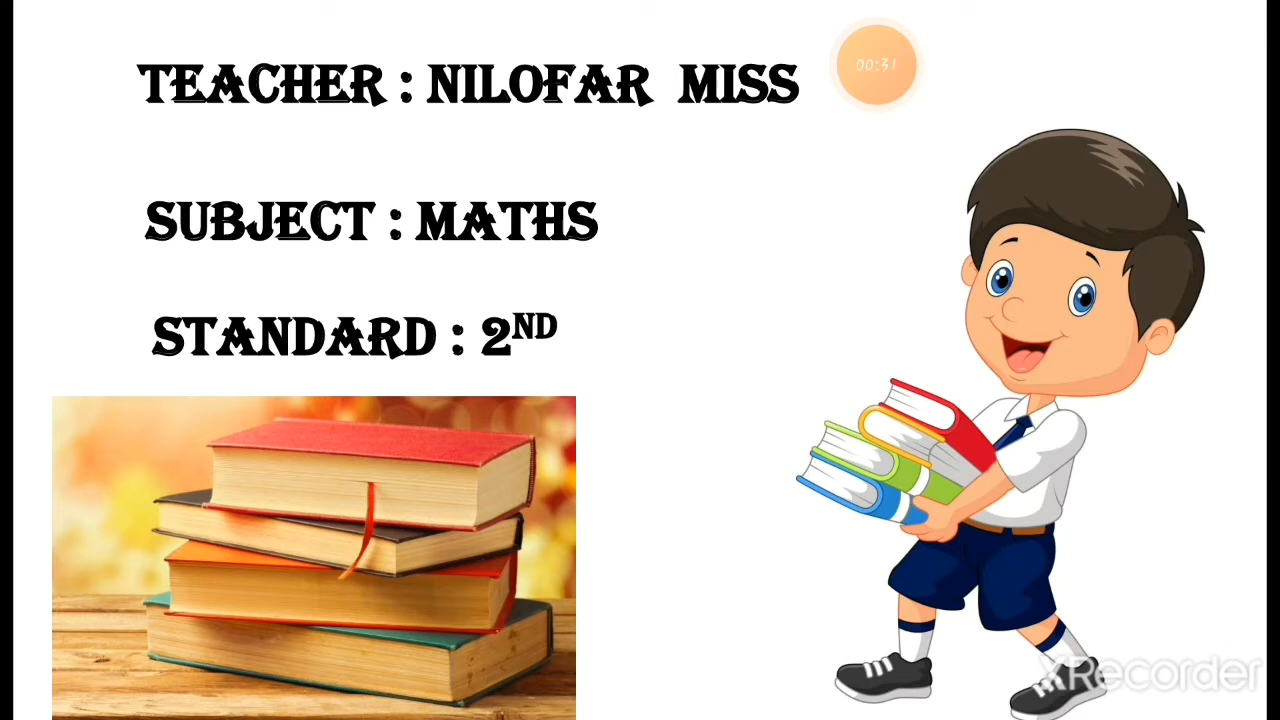 TEACHER : NILOFAR MISS
00:31
SUBJECT : MATHS
STANDARD : 2ND
XRecorder